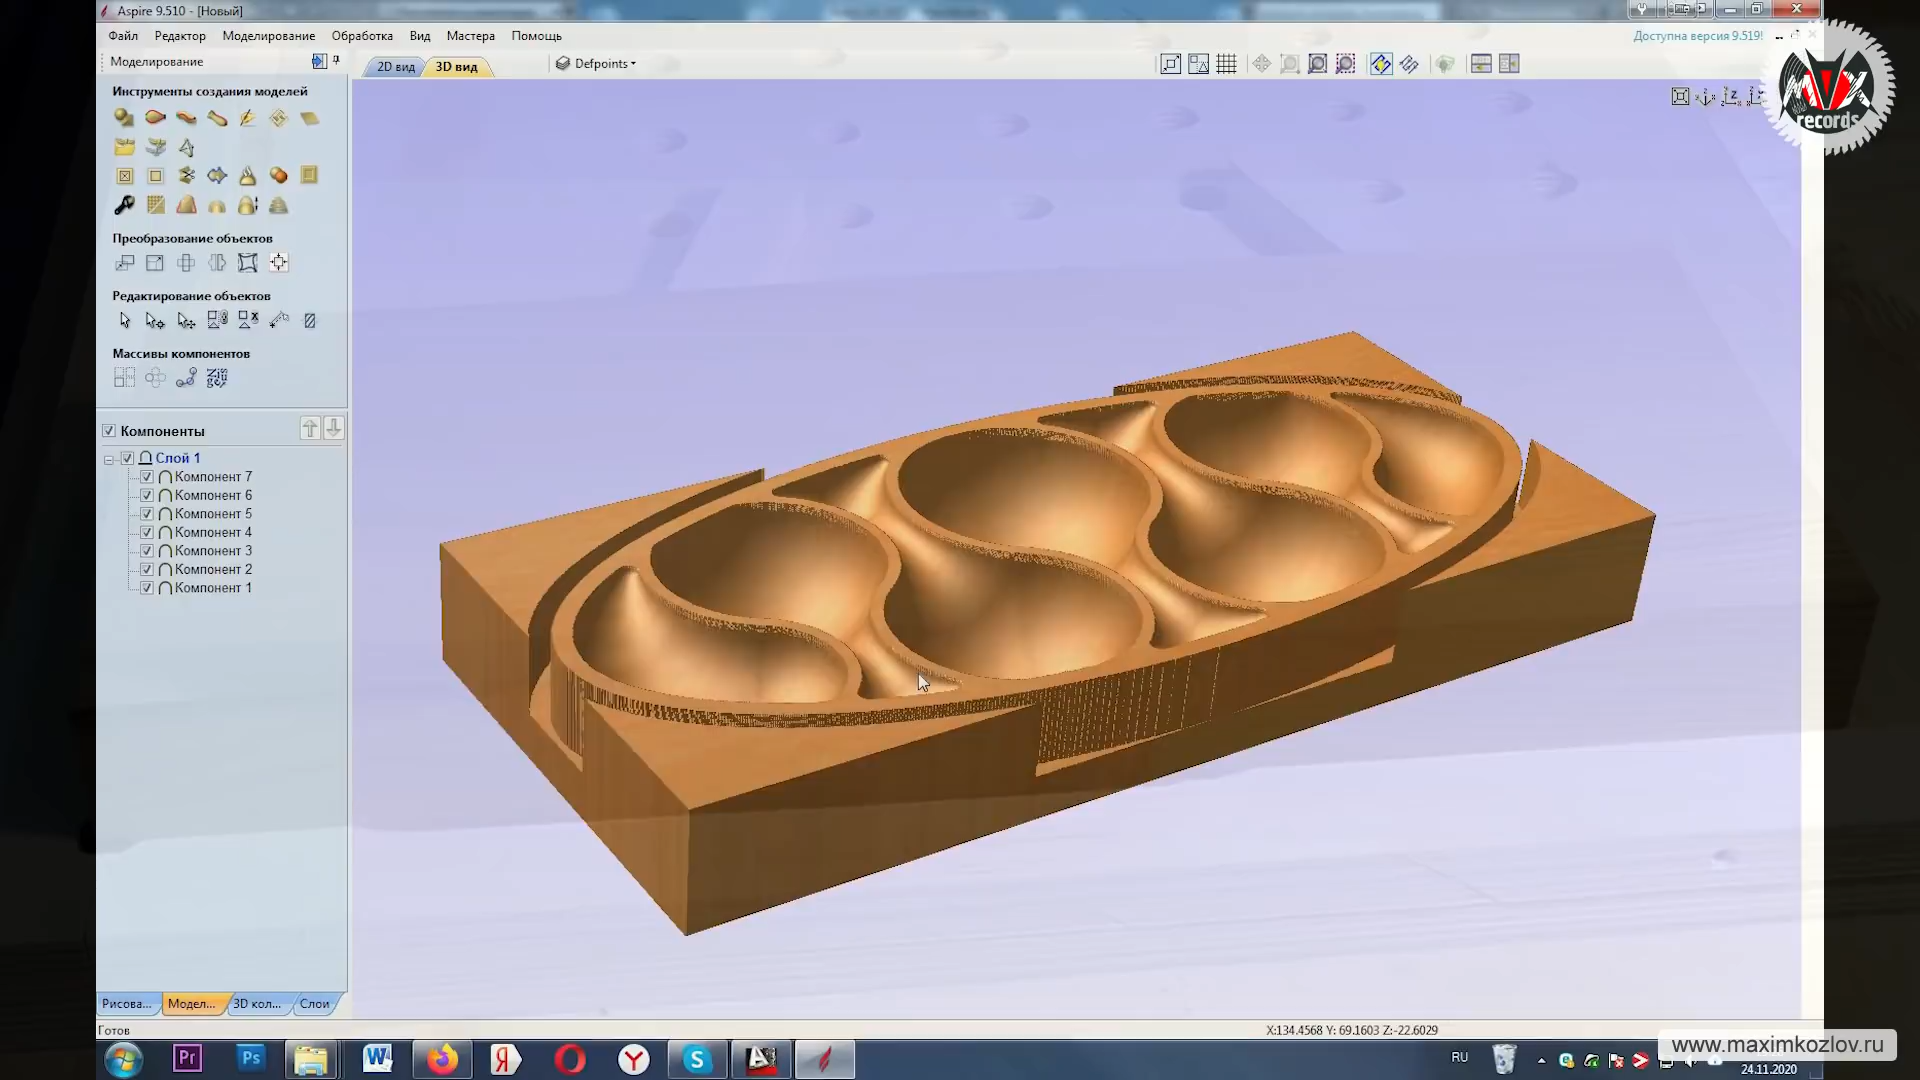 Aspire 9.510 - [Новый]
Файл Редактор Моделирование Обработка Вид Мастера Помощь
Доступна версия 9.519!
Моделирование
2D вид 3D вид Defpoints
Инструменты создания моделей
Преобразование объектов
Редактирование объектов
Массивы компонентов
Компоненты
Слой 1
Компонент 7
Компонент 6
Компонент 5
Компонент 4
Компонент 3
Компонент 2
Компонент 1
Рисова... Модел... 3D кол... Слои
Готов
X:134.4568 Y: 69.1603 Z:-22.6029
RU
24.11.2020
MVX
records
www.maximkozlov.ru